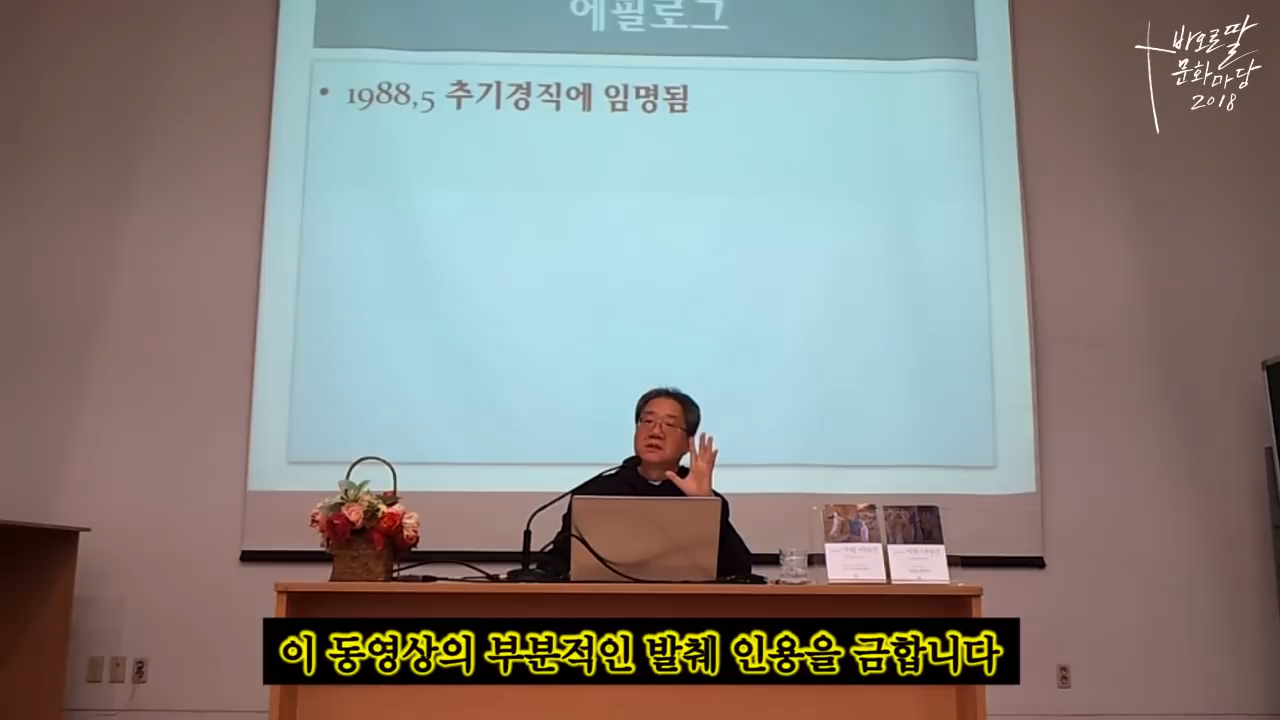 에필로그
바오로딸
문화마당
2018
• 1988,5 추기경직에 임명됨
이 동영상의 부분적인 발췌 인용을 금합니다